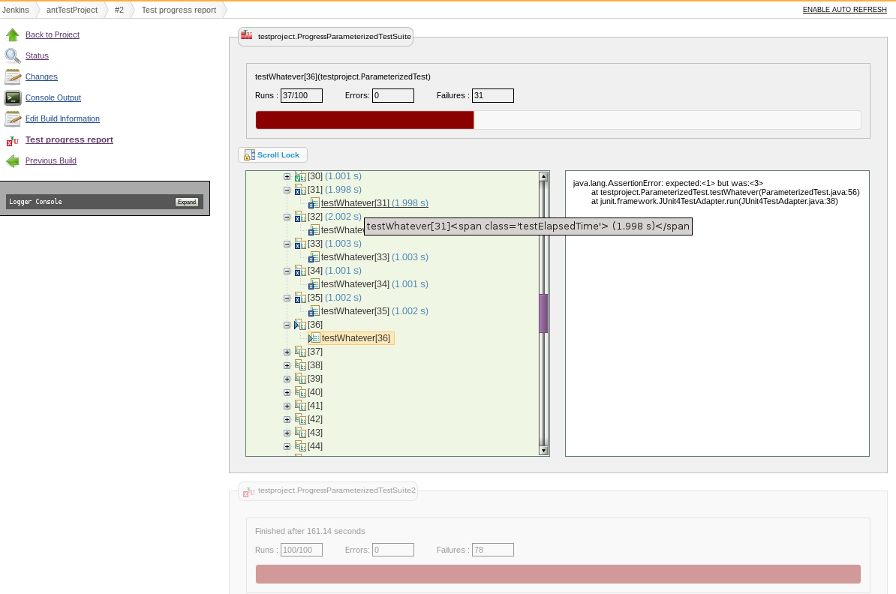 Jenkins antTestProject #2 Test progress report ENABLE AUTO REFRESH
Back to Project
Status
Changes
Console Output
Edit Build Information
Test progress report
Previous Build
Logger Console Expand
testproject.ProgressParameterizedTestSuite
testWhatever[36](testproject.ParameterizedTest)
Runs : 37/100 Errors: 0 Failures : 31
Scroll Lock
[30] (1.001 s)
[31] (1.998 s)
testWhatever[31] (1.998 s)
[32] (2.002 s)
testWhatev
testWhatever[31]<span class='testElapsedTime'> (1.998 s)</span
[33] (1.003 s)
testWhatever[33] (1.003 s)
[34] (1.001 s)
testWhatever[34] (1.001 s)
[35] (1.002 s)
testWhatever[35] (1.002 s)
[36]
testWhatever[36]
[37]
[38]
[39]
[40]
[41]
[42]
[43]
[44]
java.lang.AssertionError: expected:<1> but was:<3>
at testproject.ParameterizedTest.testWhatever(ParameterizedTest.java:56)
at junit.framework.JUnit4TestAdapter.run(JUnit4TestAdapter.java:38)
testproject.ProgressParameterizedTestSuite2
Finished after 161.14 seconds
Runs : 100/100 Errors: 0 Failures : 78